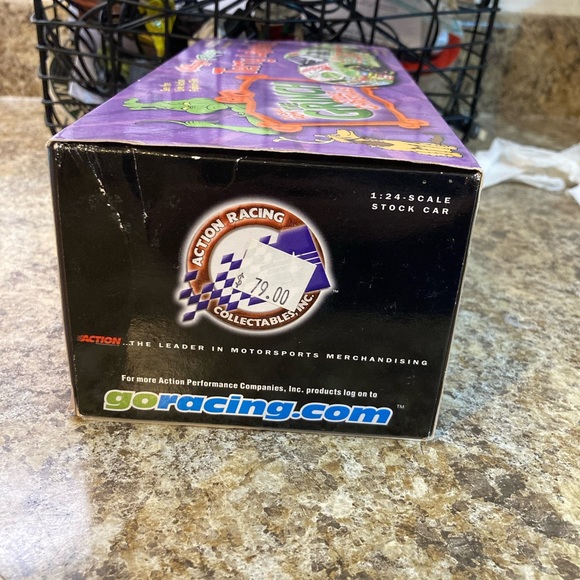 1:24-SCALE
STOCK CAR
ACTION RACING
$ 79.00
COLLECTABLES, INC.
ACTION ...THE LEADER IN MOTORSPORTS MERCHANDISING
For more Action Performance Companies, Inc. products log on to
goracing.com TM